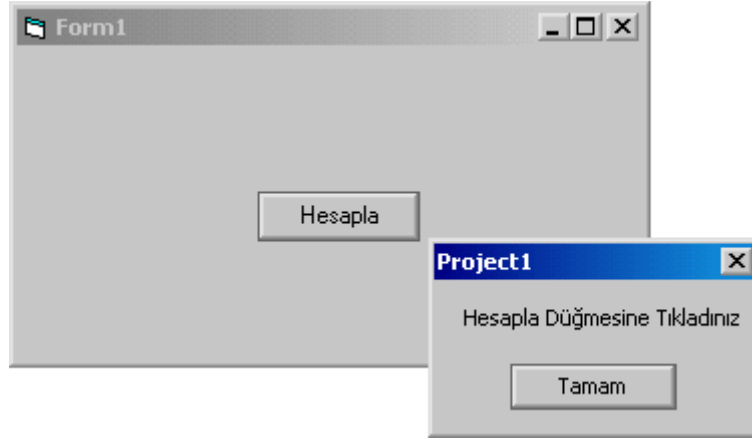 Form1
Hesapla
Project1
Hesapla Düğmesine Tıkladınız
Tamam